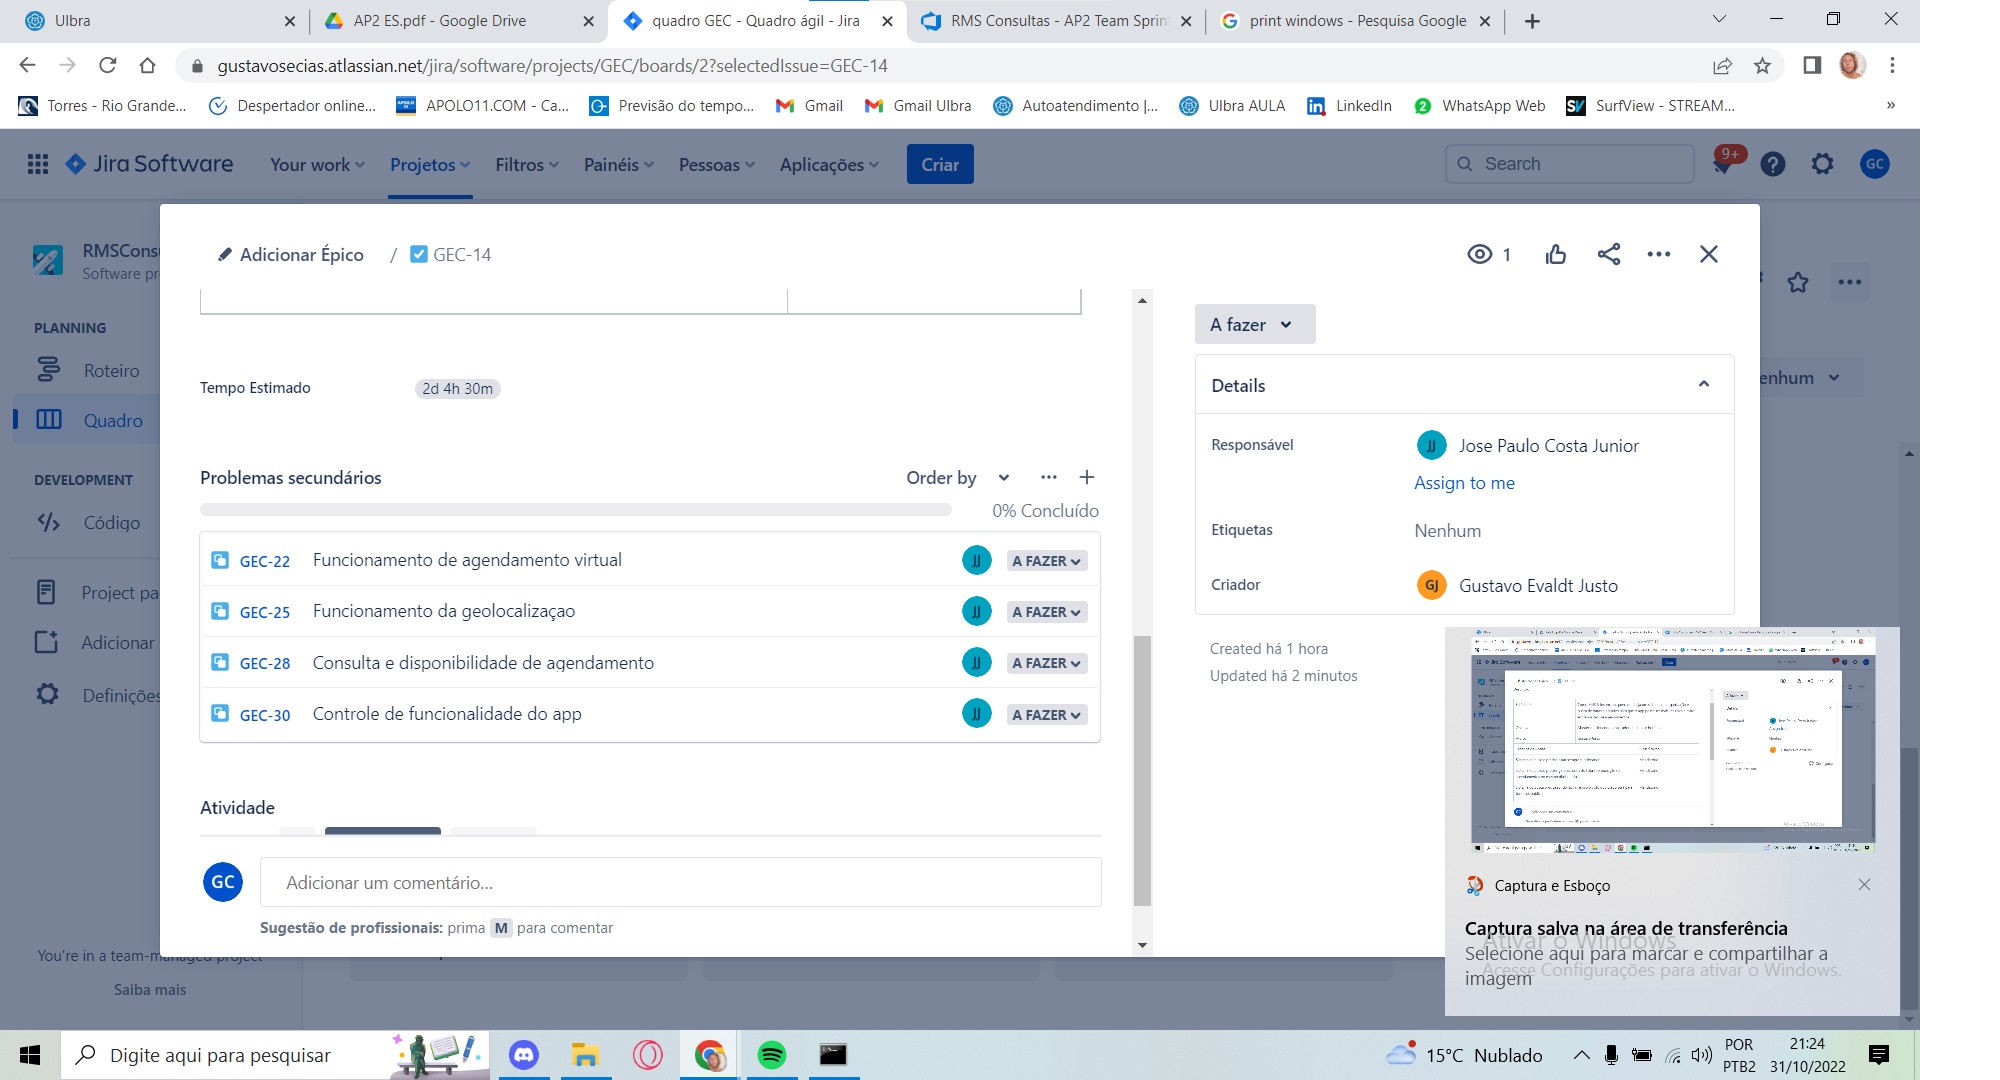 Ulbra
AP2 ES.pdf - Google Drive
quadro GEC - Quadro ágil - Jira
RMS Consultas - AP2 Team Sprin
print windows - Pesquisa Google
gustavosecias.atlassian.net/jira/software/projects/GEC/boards/2?selectedIssue=GEC-14
Torres - Rio Grande...
Despertador online...
APOLO11.COM - Ca...
Previsão do tempo...
Gmail
Gmail Ulbra
Autoatendimento |...
Ulbra AULA
LinkedIn
WhatsApp Web
SurfView - STREAM...
»
Jira Software
Your work
Projetos
Filtros
Painéis
Pessoas
Aplicações
Criar
Search
9+
GC
RMSConsu
Software pr
PLANNING
Roteiro
Quadro
DEVELOPMENT
Código
Project pa
Adicionar
Definições
You're in a team-managed project
Saiba mais
enhum
Adicionar Épico
/
GEC-14
1
Tempo Estimado
2d 4h 30m
Problemas secundários
Order by
0% Concluído
GEC-22 Funcionamento de agendamento virtual JJ A FAZER
GEC-25 Funcionamento da geolocalizaçao JJ A FAZER
GEC-28 Consulta e disponibilidade de agendamento JJ A FAZER
GEC-30 Controle de funcionalidade do app JJ A FAZER
Atividade
GC
Adicionar um comentário...
Sugestão de profissionais: prima M para comentar
A fazer
Details
Responsável
JJ Jose Paulo Costa Junior
Assign to me
Etiquetas
Nenhum
Criador
GJ Gustavo Evaldt Justo
Created há 1 hora
Updated há 2 minutos
Captura e Esboço
Captura salva na área de transferência
Selecione aqui para marcar e compartilhar a
imagem
Ativar o Windows
Acesse Configurações para ativar o Windows.
Digite aqui para pesquisar
15°C Nublado
POR
PTB2
21:24
31/10/2022